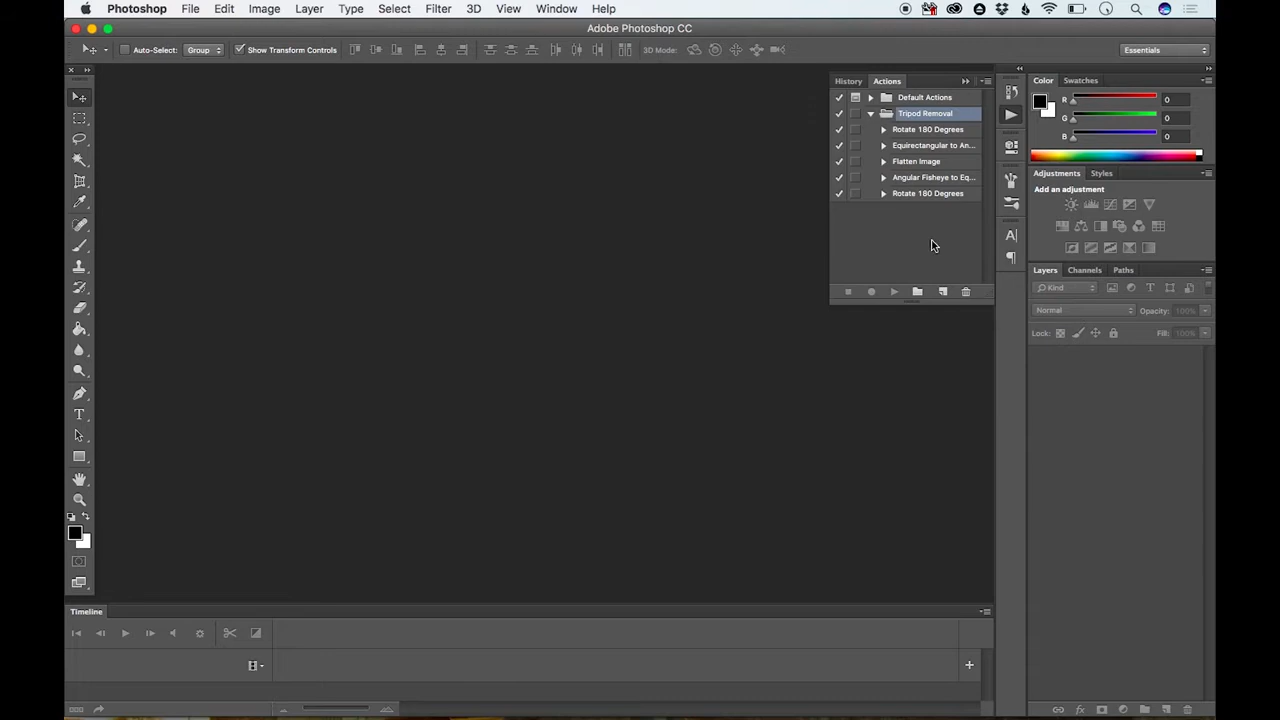 Photoshop File Edit Image Layer Type Select Filter 3D View Window Help
Adobe Photoshop CC
Auto-Select: Group Show Transform Controls 3D Mode: Essentials
History Actions
Default Actions
Tripod Removal
Rotate 180 Degrees
Equirectangular to An...
Flatten Image
Angular Fisheye to Eq...
Rotate 180 Degrees
Color Swatches
R 0
G 0
B 0
Adjustments Styles
Add an adjustment
Layers Channels Paths
Kind
Normal Opacity: 100%
Lock: Fill: 100%
Timeline